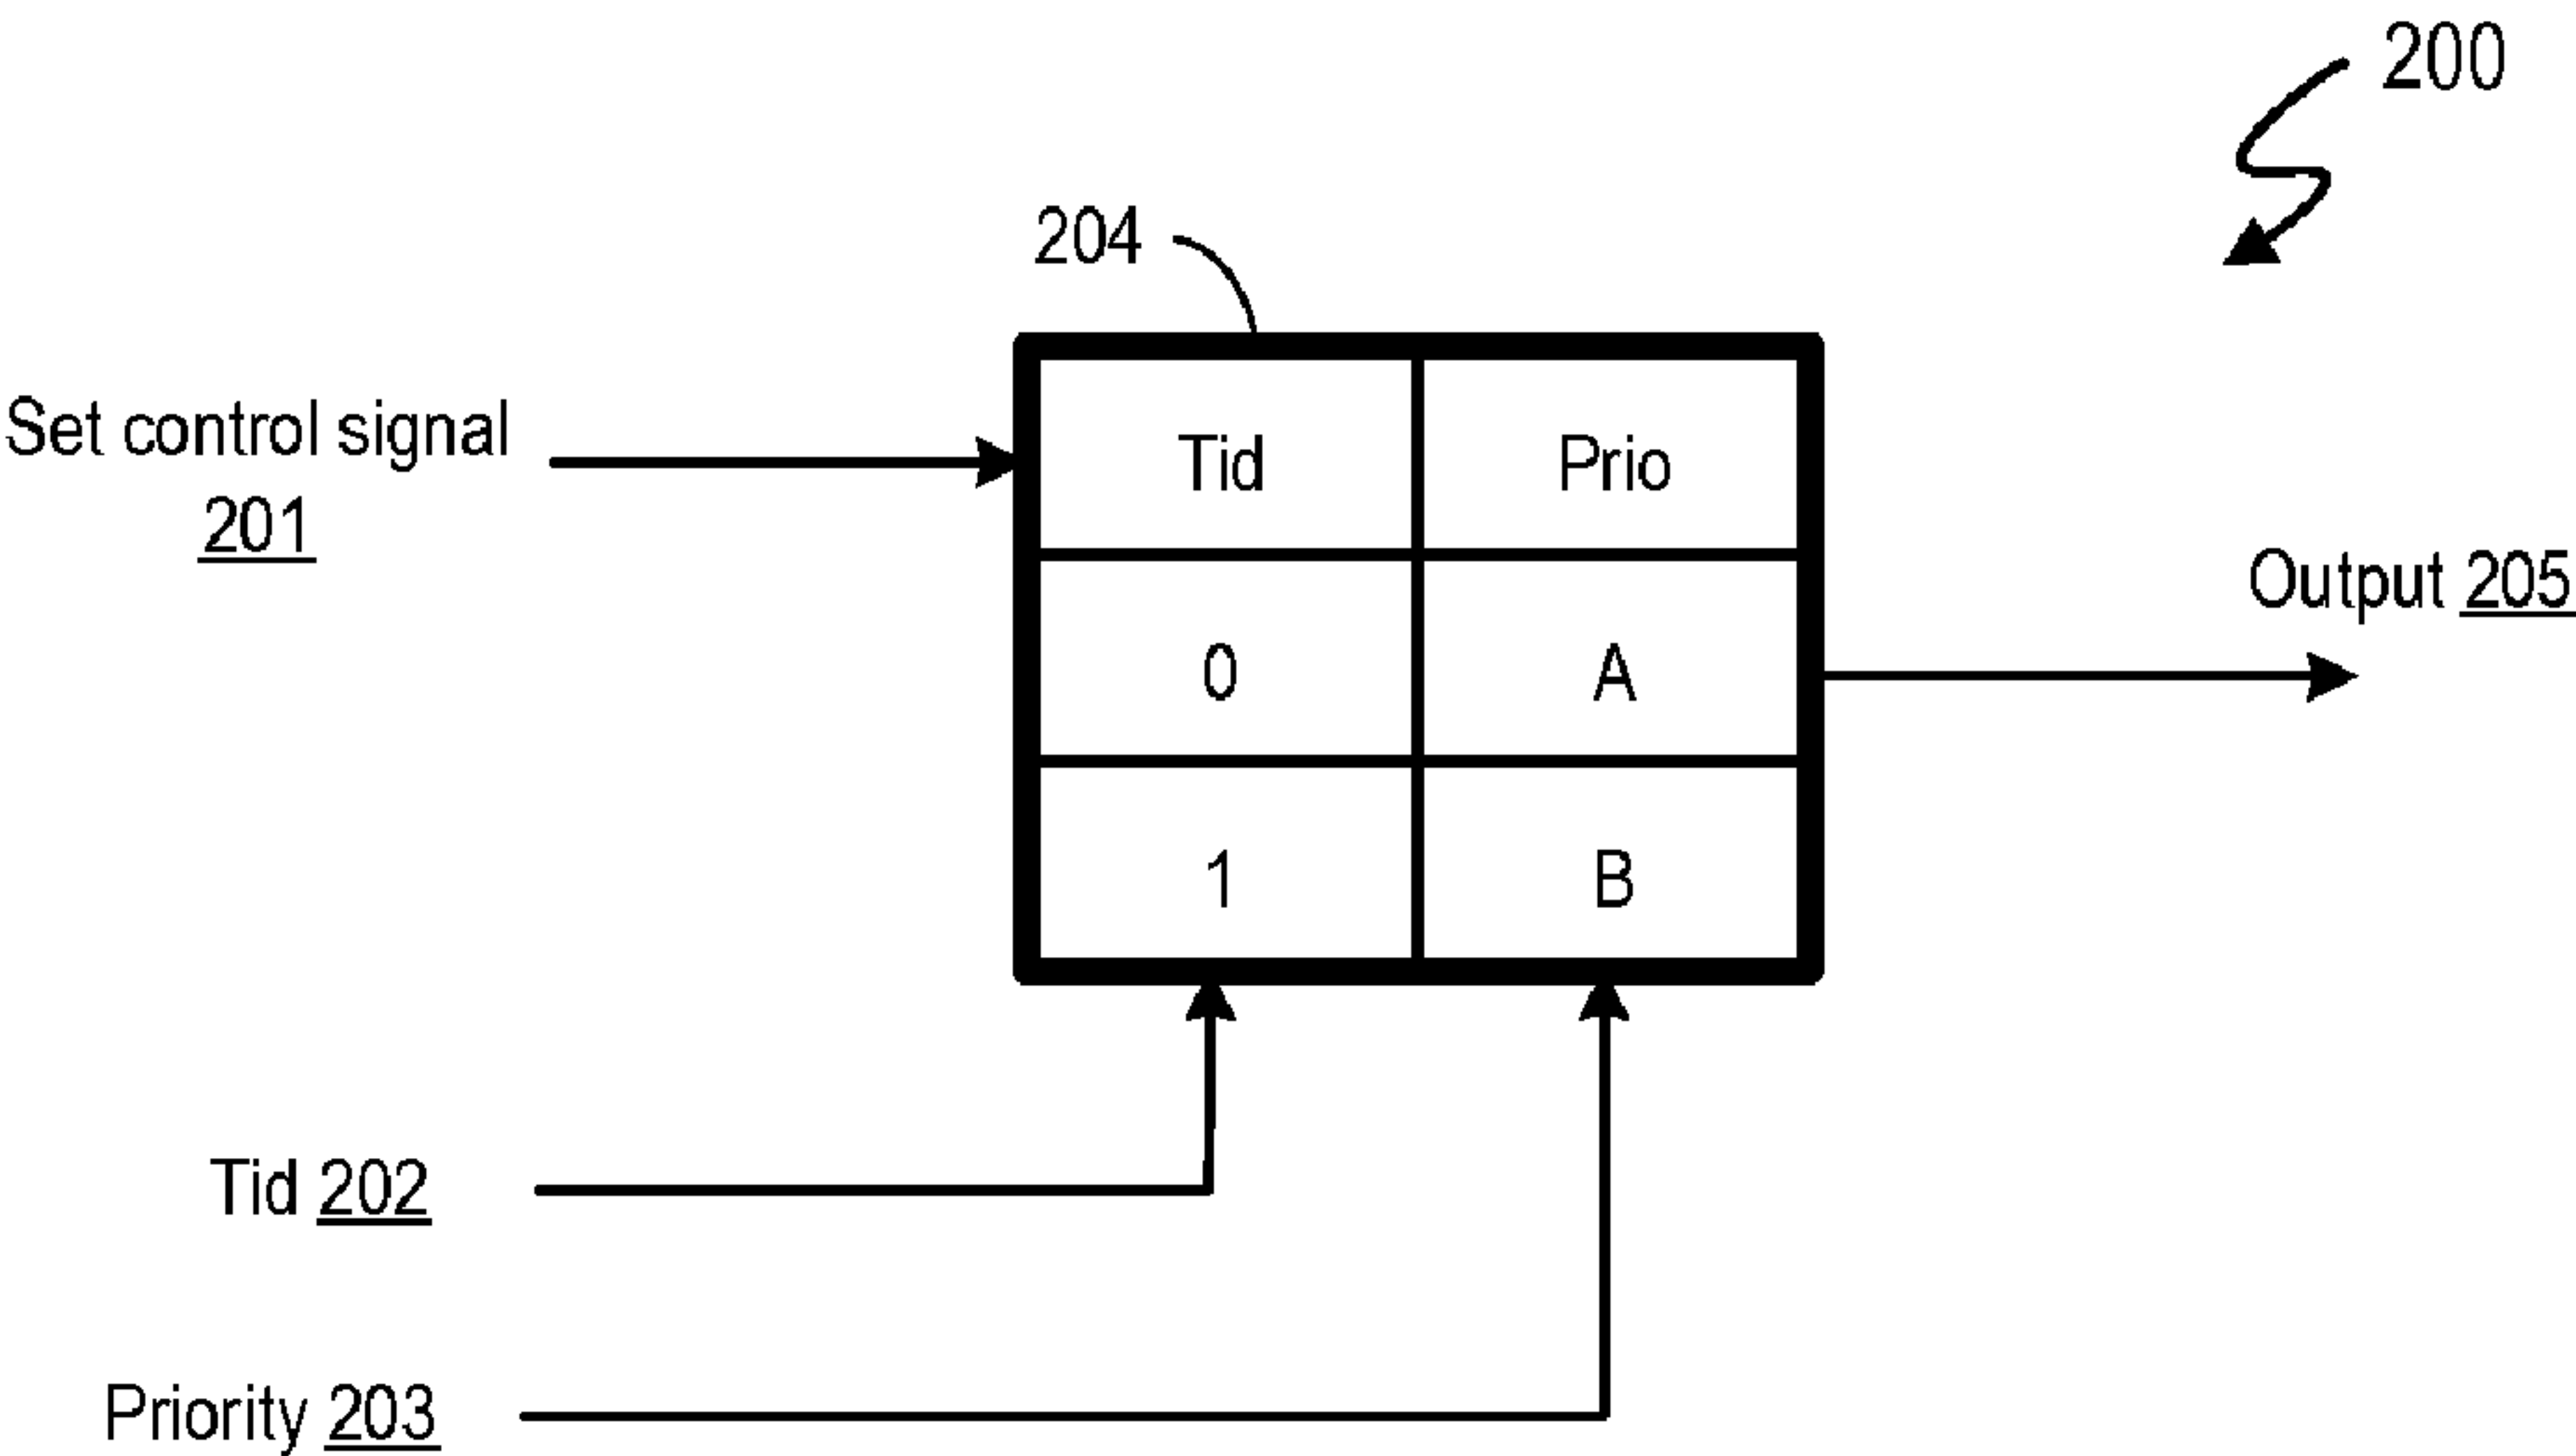 200
204
Set control signal
201
Tid Prio
Output 205
0 A
1 B
Tid 202
Priority 203